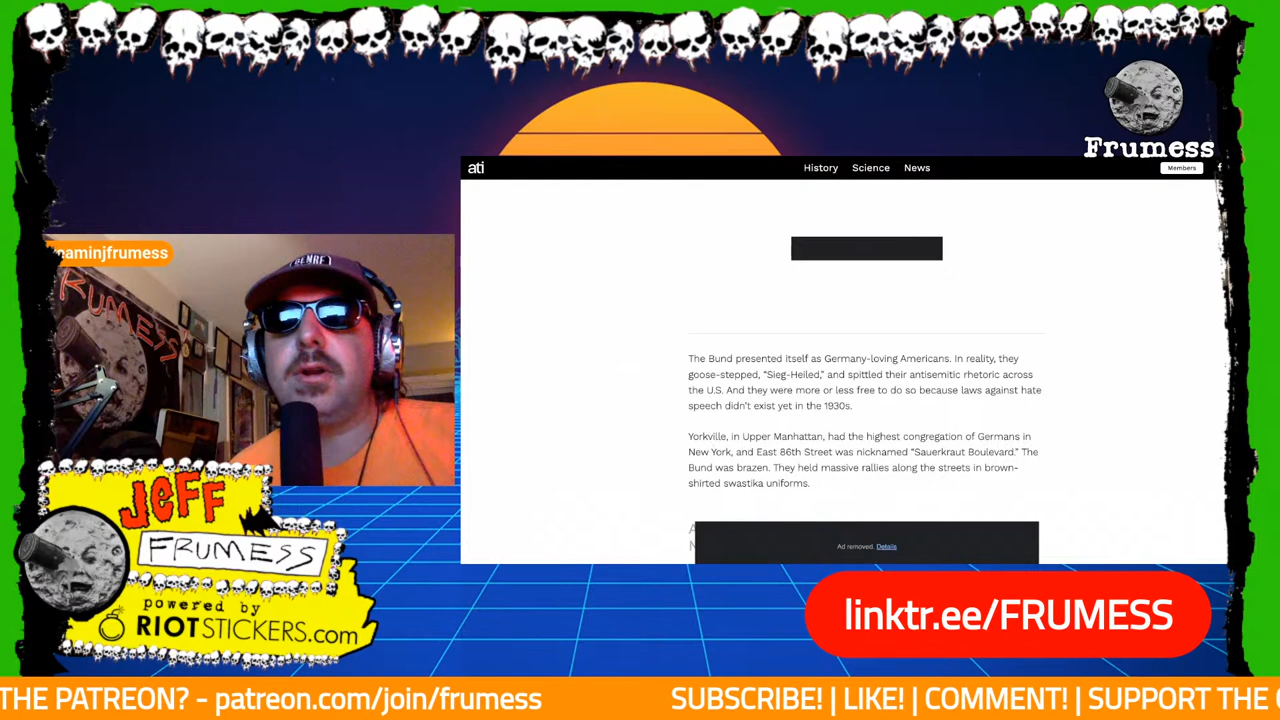 Frumess
ati
History Science News
Members
f
eaminjfrumess
GENRE
FRUMESS!
The Bund presented itself as Germany-loving Americans. In reality, they
goose-stepped, “Sieg-Heiled,” and spittled their antisemitic rhetoric across
the U.S. And they were more or less free to do so because laws against hate
speech didn’t exist yet in the 1930s.
Yorkville, in Upper Manhattan, had the highest congregation of Germans in
New York, and East 86th Street was nicknamed “Sauerkraut Boulevard.” The
Bund was brazen. They held massive rallies along the streets in brown-
shirted swastika uniforms.
Ad removed. Details
JEFF
FRUMESS
powered by
RIOTSTICKERS.com
linktr.ee/FRUMESS
THE PATREON? - patreon.com/join/frumess SUBSCRIBE! | LIKE! | COMMENT! | SUPPORT THE